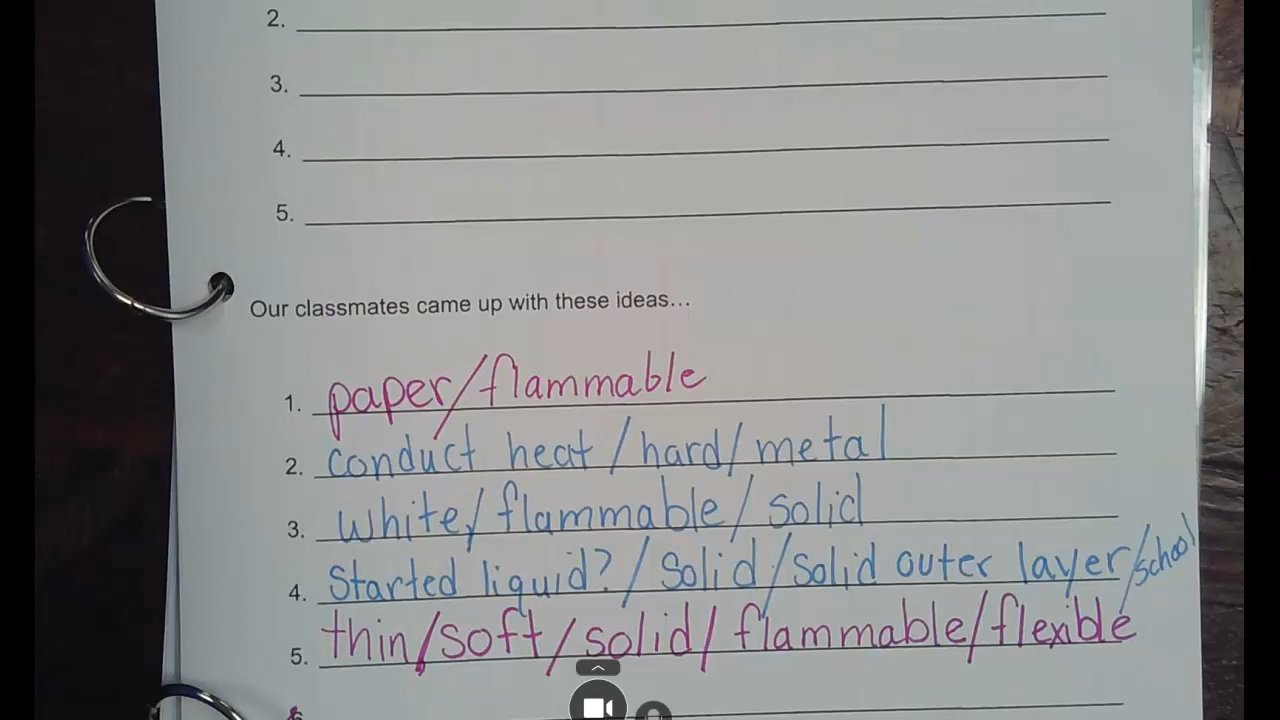 2.
3.
4.
5.
Our classmates came up with these ideas...
1. paper/flammable
2. conduct heat/hard/metal
3. white/flammable/solid
4. Started liquid?/solid/solid outer layer/school
5. thin/soft/solid/flammable/flexible